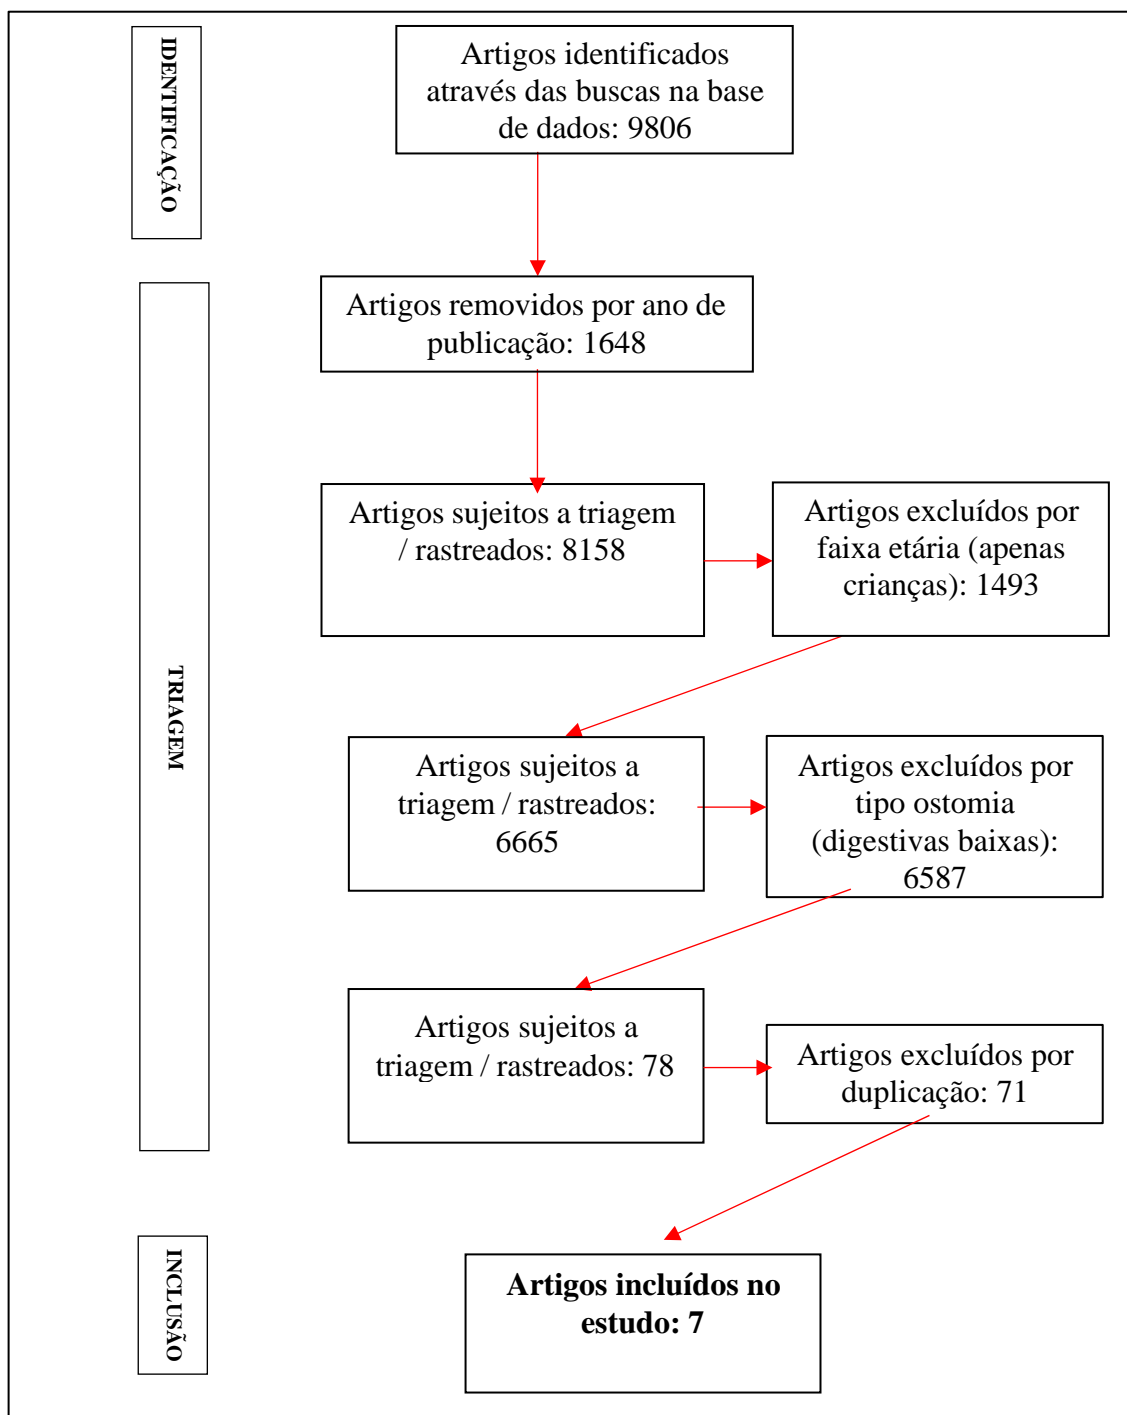 IDENTIFICAÇÃO
Artigos identificados
através das buscas na base
de dados: 9806
TRIAGEM
Artigos removidos por ano de
publicação: 1648
Artigos sujeitos a triagem
/ rastreados: 8158
Artigos excluídos por
faixa etária (apenas
crianças): 1493
Artigos sujeitos a
triagem / rastreados:
6665
Artigos excluídos por
tipo ostomia
(digestivas baixas):
6587
Artigos sujeitos a
triagem / rastreados: 78
Artigos excluídos por
duplicação: 71
INCLUSÃO
Artigos incluídos no
estudo: 7